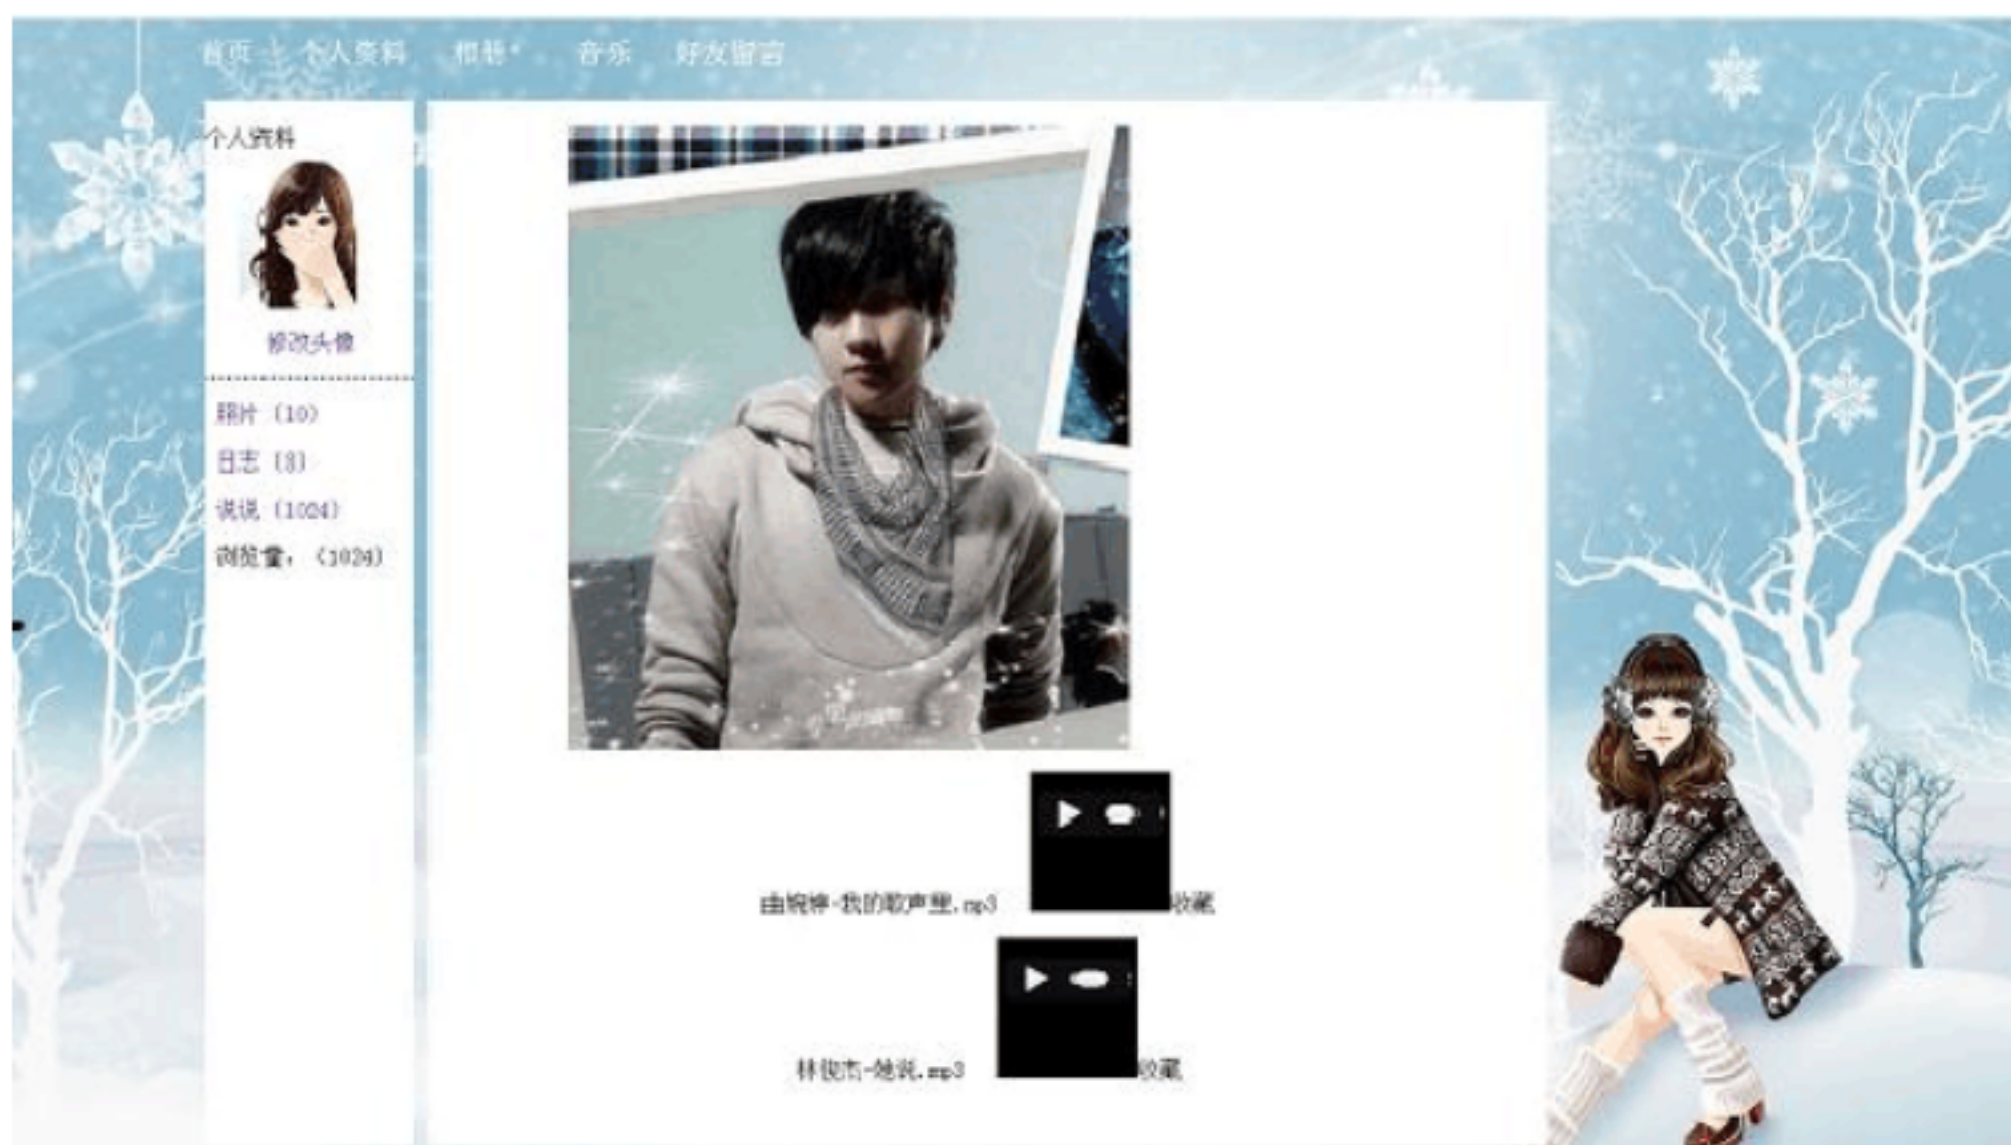 首页 个人资料 相册 音乐 好友留言
个人资料
修改头像
照片 (10)
日志 (3)
说说 (1024)
浏览量: (1024)
曲婉婷-我的歌声里.mp3 收藏
林俊杰-她说.mp3 收藏